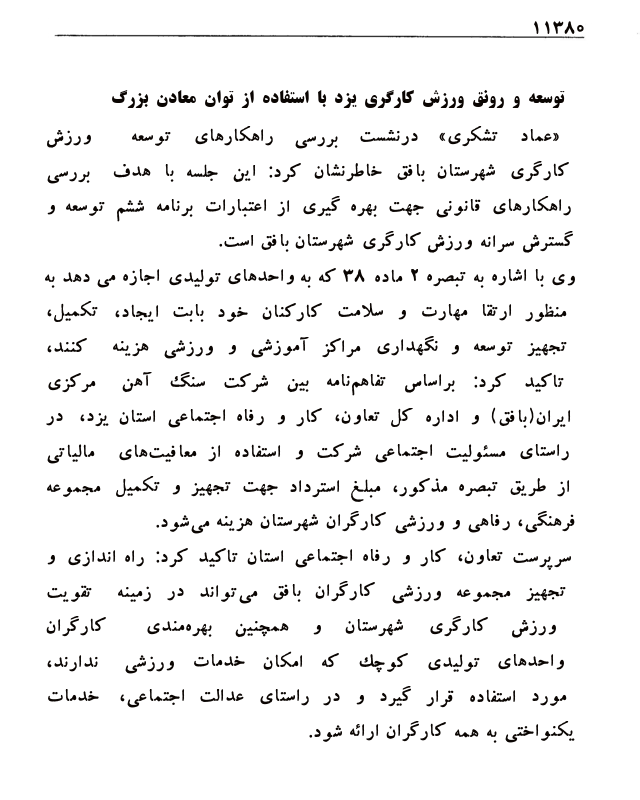 ۱۱۳۸۰
توسعه و رونق ورزش کارگری یزد با استفاده از توان معادن بزرگ
«عماد تشکری» درنشست بررسی راهکارهای توسعه ورزش
کارگری شهرستان بافق خاطرنشان کرد: این جلسه با هدف بررسی
راهکارهای قانونی جهت بهره گیری از اعتبارات برنامه ششم توسعه و
گسترش سرانه ورزش کارگری شهرستان بافق است.
وی با اشاره به تبصره ۲ ماده ۳۸ که به واحدهای تولیدی اجازه می دهد به
منظور ارتقا مهارت و سلامت کارکنان خود بابت ایجاد، تکمیل،
تجهیز توسعه و نگهداری مراکز آموزشی و ورزشی هزینه کنند،
تاکید کرد: براساس تفاهم‌نامه بین شرکت سنگ آهن مرکزی
ایران(بافق) و اداره کل تعاون، کار و رفاه اجتماعی استان یزد، در
راستای مسئولیت اجتماعی شرکت و استفاده از معافیت‌های مالیاتی
از طریق تبصره مذکور، مبلغ استرداد جهت تجهیز و تکمیل مجموعه
فرهنگی، رفاهی و ورزشی کارگران شهرستان هزینه می‌شود.
سرپرست تعاون، کار و رفاه اجتماعی استان تاکید کرد: راه اندازی و
تجهیز مجموعه ورزشی کارگران بافق می‌تواند در زمینه تقویت
ورزش کارگری شهرستان و همچنین بهره‌مندی کارگران
واحدهای تولیدی کوچک که امکان خدمات ورزشی ندارند،
مورد استفاده قرار گیرد و در راستای عدالت اجتماعی، خدمات
یکنواختی به همه کارگران ارائه شود.